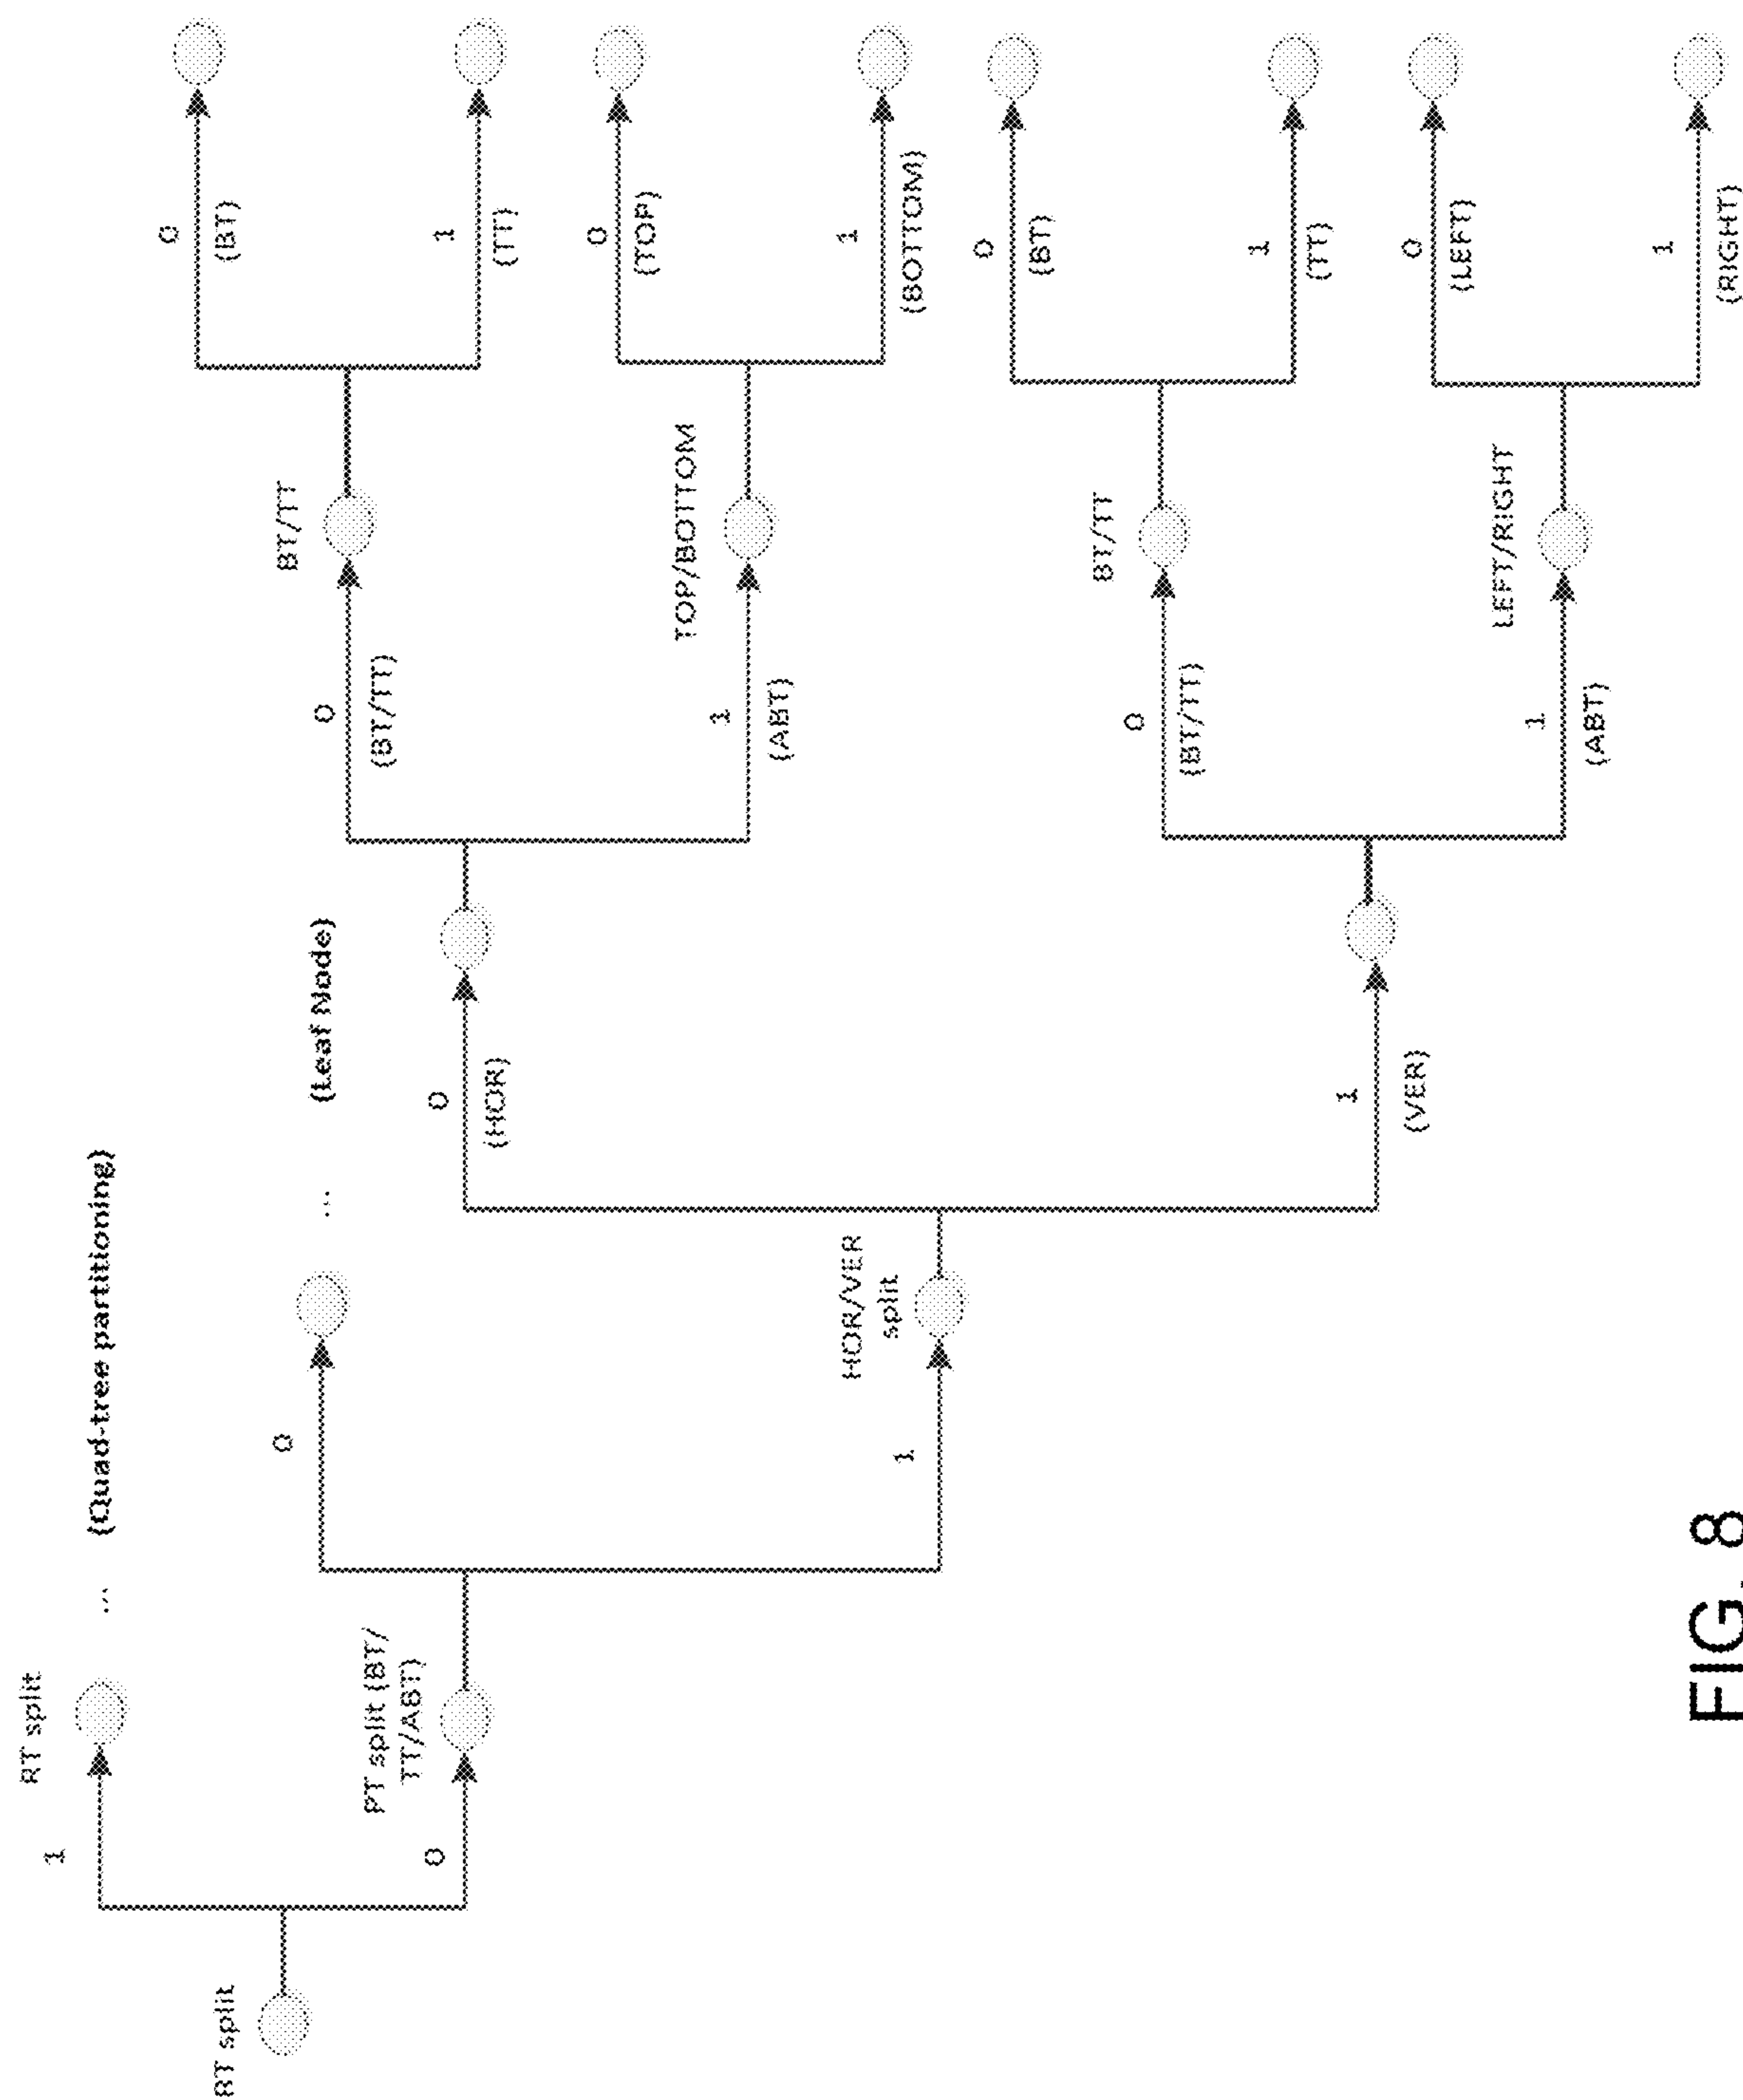 RT split
1
RT split
...
(Quad-tree partitioning)
0
PT split (BT/
TT/ABT)
0
...
(Leaf Node)
1
HOR/VER
split
0
(HOR)
1
(VER)
0
(BT/TT)
BT/TT
1
(ABT)
TOP/BOTTOM
0
(BT/TT)
BT/TT
1
(ABT)
LEFT/RIGHT
0
(BT)
1
(TT)
0
(TOP)
1
(BOTTOM)
0
(BT)
1
(TT)
0
(LEFT)
1
(RIGHT)
FIG. 8